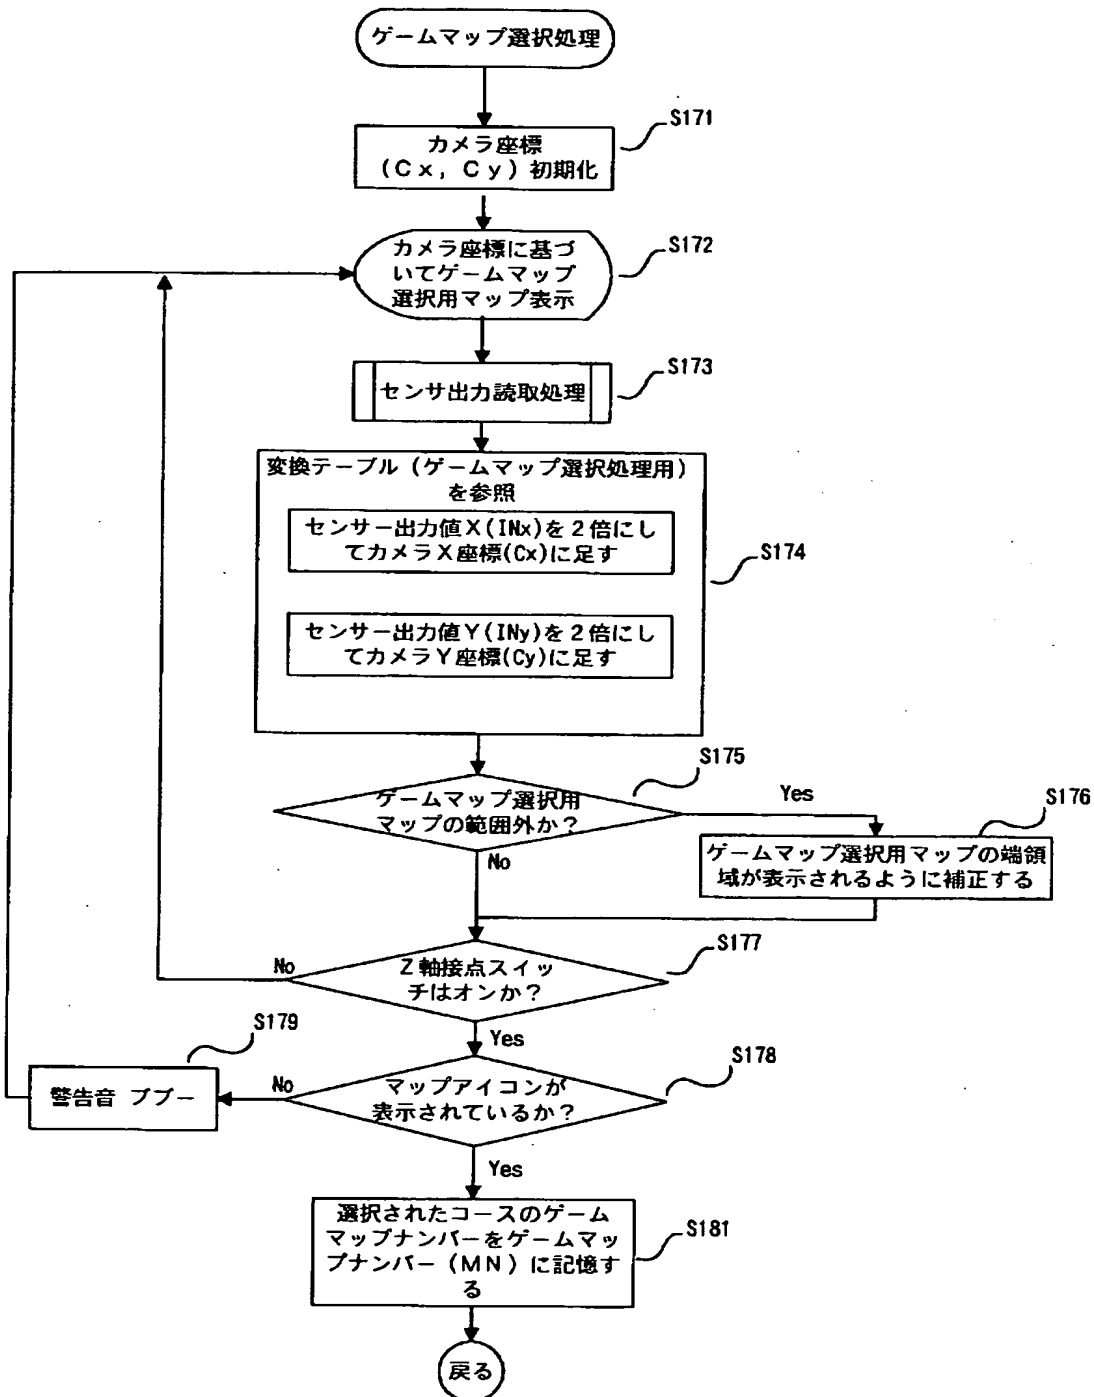 ゲームマップ選択処理
S171
カメラ座標
(Cx, Cy) 初期化
S172
カメラ座標に基づ
いてゲームマップ
選択用マップ表示
S173
センサ出力読取処理
変換テーブル (ゲームマップ選択処理用)
を参照
センサー出力値X(INx)を2倍にし
てカメラX座標(Cx)に足す
S174
センサー出力値Y(INy)を2倍にし
てカメラY座標(Cy)に足す
S175
ゲームマップ選択用
マップの範囲外か?
Yes
S176
No
ゲームマップ選択用マップの端領
域が表示されるように補正する
S177
No
Z軸接点スイッ
チはオンか?
S179
Yes
S178
警告音 ブブー
No
マップアイコンが
表示されているか?
Yes
選択されたコースのゲーム
マップナンバーをゲームマッ
プナンバー (MN) に記憶す
る
S181
戻る